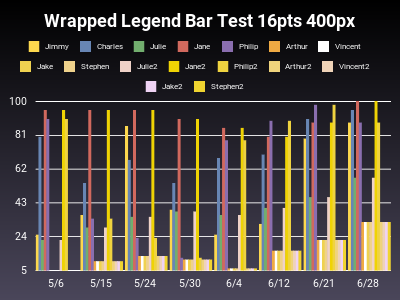 Wrapped Legend Bar Test 16pts 400px
Jimmy Charles Julie Jane Philip Arthur Vincent
Jake Stephen Julie2 Jane2 Philip2 Arthur2 Vincent2
Jake2 Stephen2
100
81
62
43
24
5
5/6 5/15 5/24 5/30 6/4 6/12 6/21 6/28